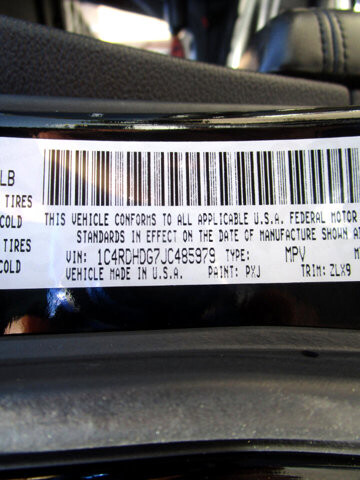 LB
TIRES
COLD
TIRES
COLD
THIS VEHICLE CONFORMS TO ALL APPLICABLE U.S.A. FEDERAL MOTOR
STANDARDS IN EFFECT ON THE DATE OF MANUFACTURE SHOWN A
VIN: 1C4RDHDG7JC485979 TYPE: MPV
VEHICLE MADE IN U.S.A. PAINT: PXJ TRIM: ZLX9